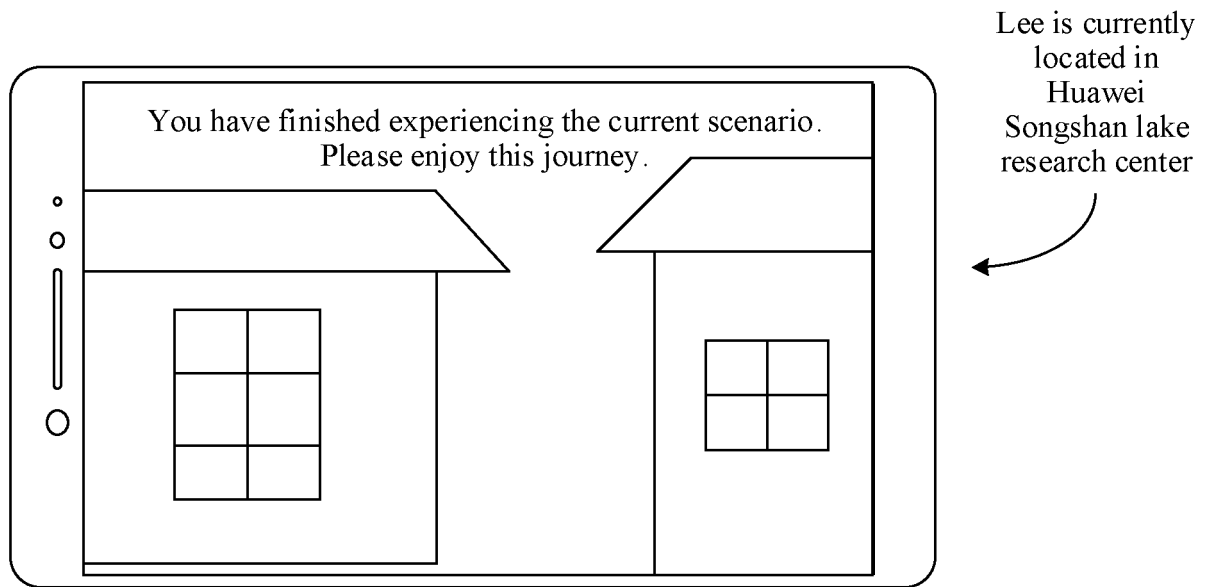 You have finished experiencing the current scenario.
Please enjoy this journey.
Lee is currently
located in
Huawei
Songshan lake
research center